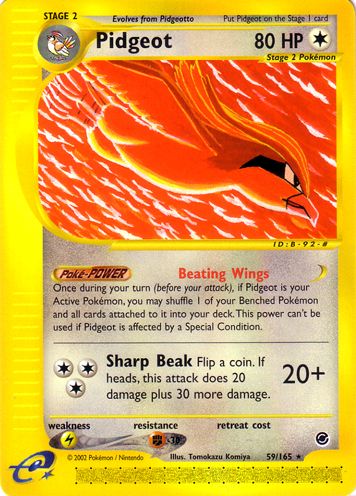 STAGE 2
Evolves from Pidgeotto
Put Pidgeot on the Stage 1 card
Pidgeot
80 HP
Stage 2 Pokémon
ID:B-92-#
Poké-POWER
Beating Wings
Once during your turn (before your attack), if Pidgeot is your
Active Pokémon, you may shuffle 1 of your Benched Pokémon
and all cards attached to it into your deck. This power can't be
used if Pidgeot is affected by a Special Condition.
Sharp Beak Flip a coin. If
heads, this attack does 20
damage plus 30 more damage.
20+
weakness
resistance
retreat cost
-30
©2002 Pokémon / Nintendo
Illus. Tomokazu Komiya
59/165 ★
e